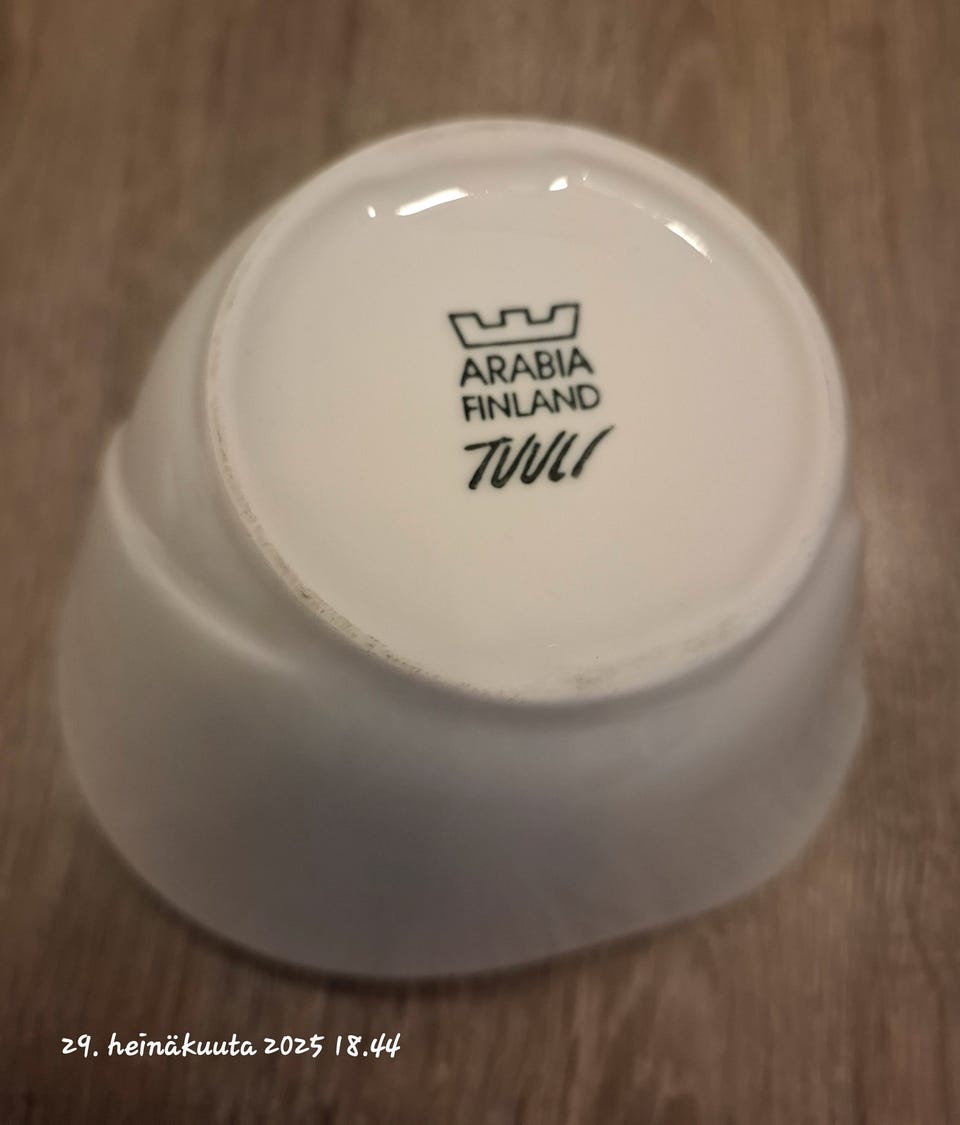 ARABIA
FINLAND
TUULI
29. heinäkuuta 2025 18.44